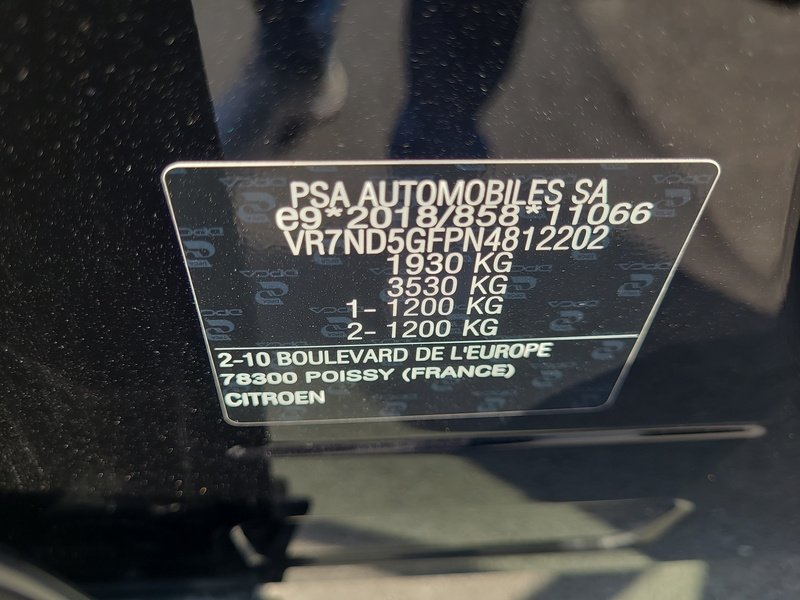 PSA AUTOMOBILES SA
e9*2018/858*11066
VR7ND5GFPN4812202
1930 KG
3530 KG
1- 1200 KG
2- 1200 KG
2-10 BOULEVARD DE L'EUROPE
78300 POISSY (FRANCE)
CITROEN